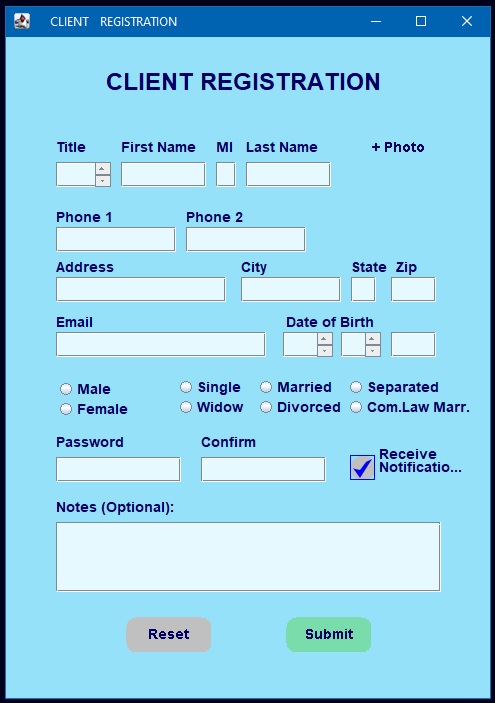 CLIENT REGISTRATION
CLIENT REGISTRATION
Title First Name MI Last Name + Photo
Phone 1 Phone 2
Address City State Zip
Email Date of Birth
Male Single Married Separated
Female Widow Divorced Com.Law Marr.
Password Confirm
Receive
Notificatio...
Notes (Optional):
Reset Submit